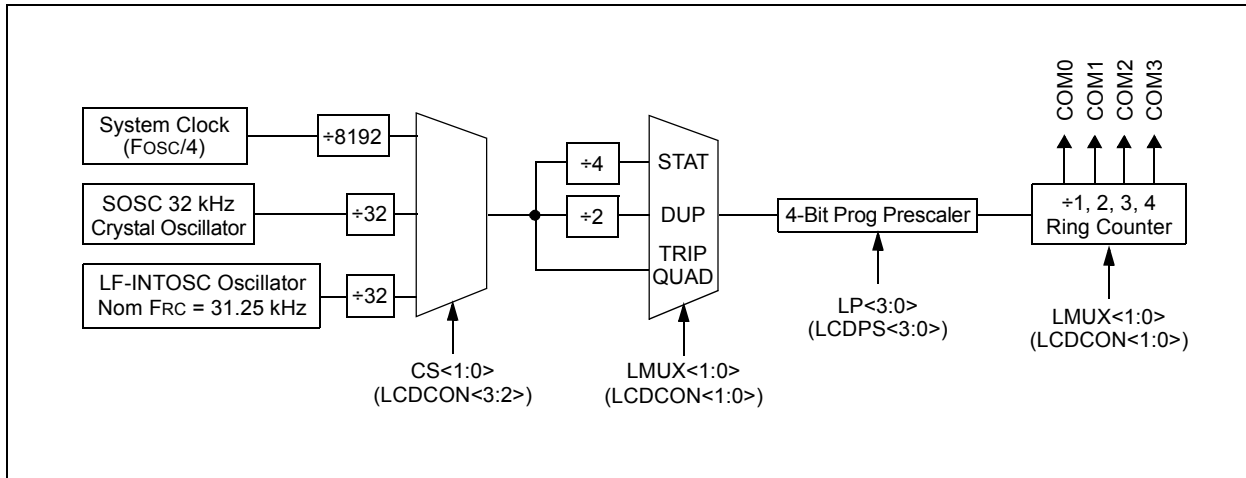 System Clock
(FOSC/4)
÷8192
SOSC 32 kHz
Crystal Oscillator
÷32
LF-INTOSC Oscillator
Nom FRC = 31.25 kHz
÷32
CS<1:0>
(LCDCON<3:2>)
÷4
÷2
STAT
DUP
TRIP
QUAD
LMUX<1:0>
(LCDCON<1:0>)
4-Bit Prog Prescaler
LP<3:0>
(LCDPS<3:0>)
COM0
COM1
COM2
COM3
÷1, 2, 3, 4
Ring Counter
LMUX<1:0>
(LCDCON<1:0>)